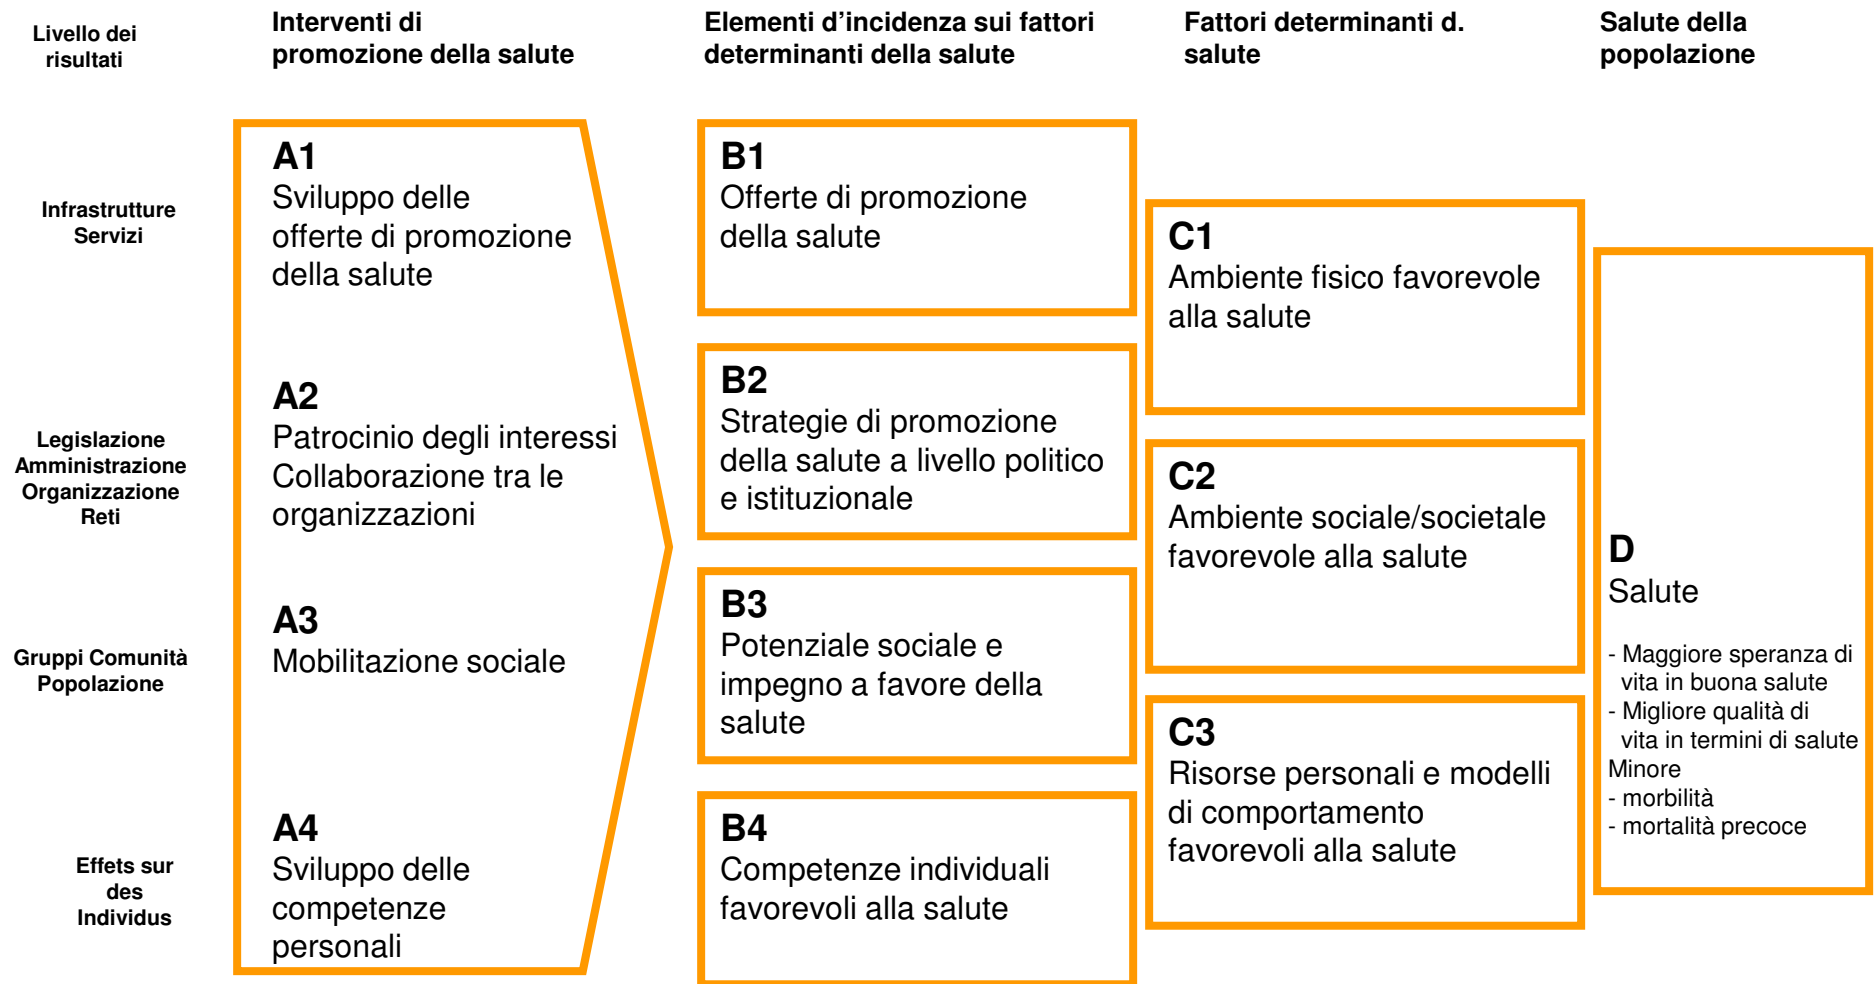 Livello dei
risultati
Interventi di
promozione della salute
Elementi d’incidenza sui fattori
determinanti della salute
Fattori determinanti d.
salute
Salute della
popolazione
Infrastrutture
Servizi
Legislazione
Amministrazione
Organizzazione
Reti
Gruppi Comunità
Popolazione
Effets sur
des
Individus
A1
Sviluppo delle
offerte di promozione
della salute
A2
Patrocinio degli interessi
Collaborazione tra le
organizzazioni
A3
Mobilitazione sociale
A4
Sviluppo delle
competenze
personali
B1
Offerte di promozione
della salute
B2
Strategie di promozione
della salute a livello politico
e istituzionale
B3
Potenziale sociale e
impegno a favore della
salute
B4
Competenze individuali
favorevoli alla salute
C1
Ambiente fisico favorevole
alla salute
C2
Ambiente sociale/societale
favorevole alla salute
C3
Risorse personali e modelli
di comportamento
favorevoli alla salute
D
Salute
- Maggiore speranza di
vita in buona salute
- Migliore qualità di
vita in termini di salute
Minore
- morbilità
- mortalità precoce